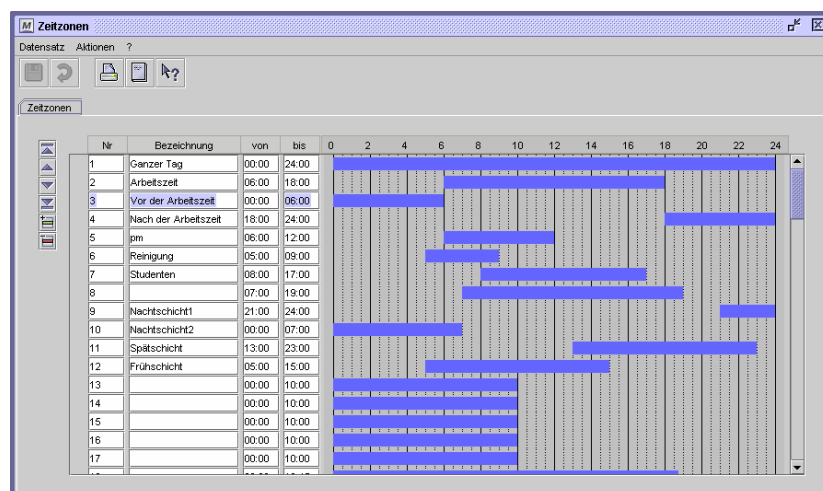 M Zeitzonen
Datensatz Aktionen ?
?
Zeitzonen
Nr Bezeichnung von bis 0 2 4 6 8 10 12 14 16 18 20 22 24
1 Ganzer Tag 00:00 24:00
2 Arbeitszeit 06:00 18:00
3 Vor der Arbeitszeit 00:00 06:00
4 Nach der Arbeitszeit 18:00 24:00
5 pm 06:00 12:00
6 Reinigung 05:00 09:00
7 Studenten 08:00 17:00
8 07:00 19:00
9 Nachtschicht1 21:00 24:00
10 Nachtschicht2 00:00 07:00
11 Spätschicht 13:00 23:00
12 Frühschicht 05:00 15:00
13 00:00 10:00
14 00:00 10:00
15 00:00 10:00
16 00:00 10:00
17 00:00 10:00